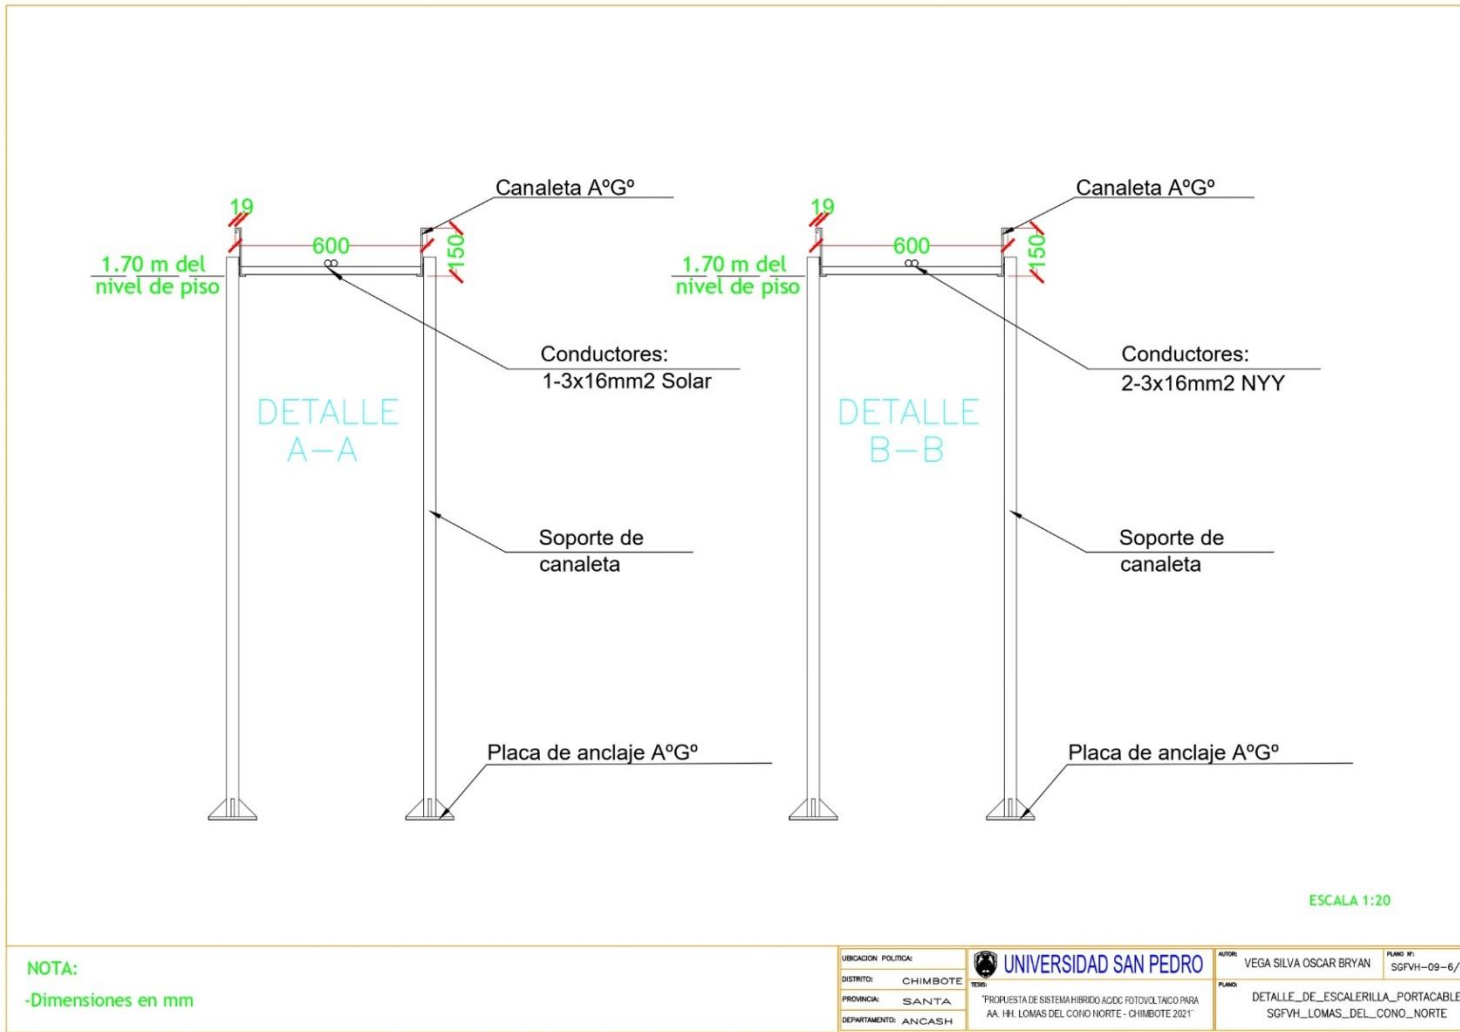 Canaleta AºGº
19
600
150
1.70 m del
nivel de piso
Conductores:
1-3x16mm2 Solar
DETALLE
A-A
Soporte de
canaleta
Placa de anclaje AºGº
Canaleta AºGº
19
600
150
1.70 m del
nivel de piso
Conductores:
2-3x16mm2 NYY
DETALLE
B-B
Soporte de
canaleta
Placa de anclaje AºGº
ESCALA 1:20
NOTA:
-Dimensiones en mm
UBICACION POLITICA:
DISTRITO: CHIMBOTE
PROVINCIA: SANTA
DEPARTAMENTO: ANCASH
UNIVERSIDAD SAN PEDRO
TESIS:
"PROPUESTA DE SISTEMA HIBRIDO AC/DC FOTOVOLTAICO PARA
AA. HH. LOMAS DEL CONO NORTE - CHIMBOTE 2021"
AUTOR: VEGA SILVA OSCAR BRYAN
PLANO Nº: SGFVH-09-6/
PLANO:
DETALLE_DE_ESCALERILLA_PORTACABLE
SGFVH_LOMAS_DEL_CONO_NORTE